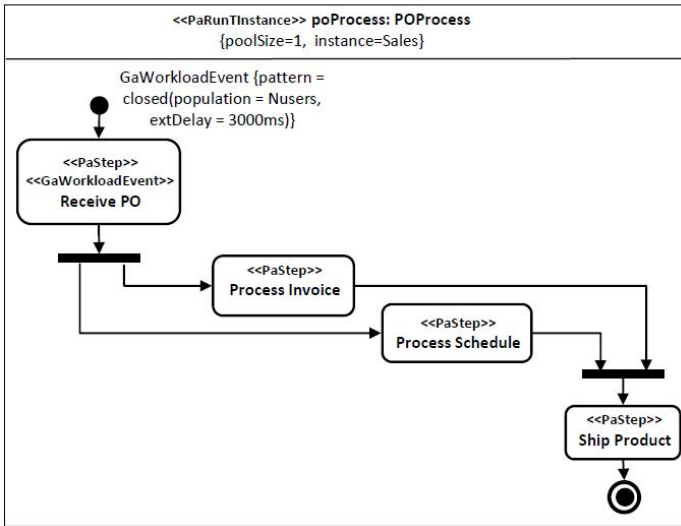 <<PaRunTInstance>> poProcess: POProcess
{poolSize=1, instance=Sales}
GaWorkloadEvent {pattern =
closed(population = Nusers,
extDelay = 3000ms)}
<<PaStep>>
<<GaWorkloadEvent>>
Receive PO
<<PaStep>>
Process Invoice
<<PaStep>>
Process Schedule
<<PaStep>>
Ship Product